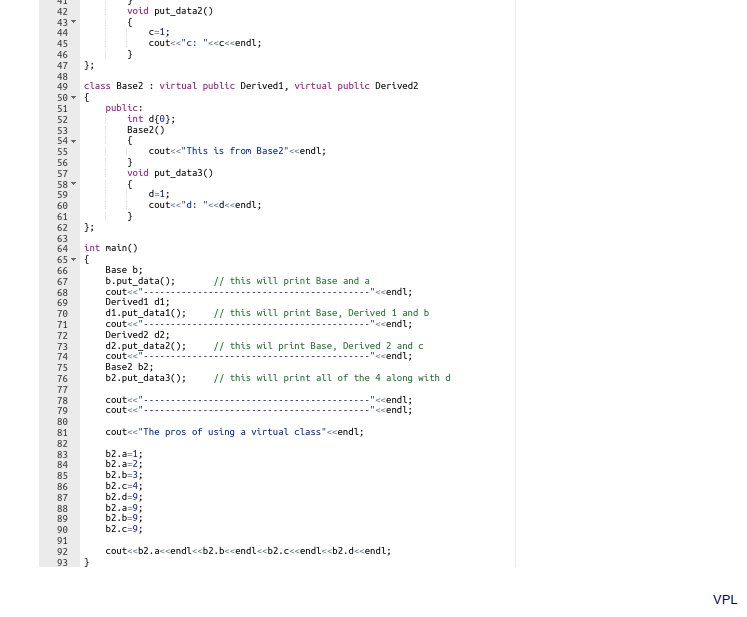 41 }
42 void put_data2()
43 {
44 c=1;
45 cout<<"c: "<<c<<endl;
46 }
47 };
48
49 class Base2 : virtual public Derived1, virtual public Derived2
50 {
51 public:
52 int d{0};
53 Base2()
54 {
55 cout<<"This is from Base2"<<endl;
56 }
57 void put_data3()
58 {
59 d=1;
60 cout<<"d: "<<d<<endl;
61 }
62 };
63
64 int main()
65 {
66 Base b;
67 b.put_data(); // this will print Base and a
68 cout<<"------------------------------------------"<<endl;
69 Derived1 d1;
70 d1.put_data1(); // this will print Base, Derived 1 and b
71 cout<<"------------------------------------------"<<endl;
72 Derived2 d2;
73 d2.put_data2(); // this wil print Base, Derived 2 and c
74 cout<<"------------------------------------------"<<endl;
75 Base2 b2;
76 b2.put_data3(); // this will print all of the 4 along with d
77
78 cout<<"------------------------------------------"<<endl;
79 cout<<"------------------------------------------"<<endl;
80
81 cout<<"The pros of using a virtual class"<<endl;
82
83 b2.a=1;
84 b2.a=2;
85 b2.b=3;
86 b2.c=4;
87 b2.d=9;
88 b2.a=9;
89 b2.b=9;
90 b2.c=9;
91
92 cout<<b2.a<<endl<<b2.b<<endl<<b2.c<<endl<<b2.d<<endl;
93 }
VPL